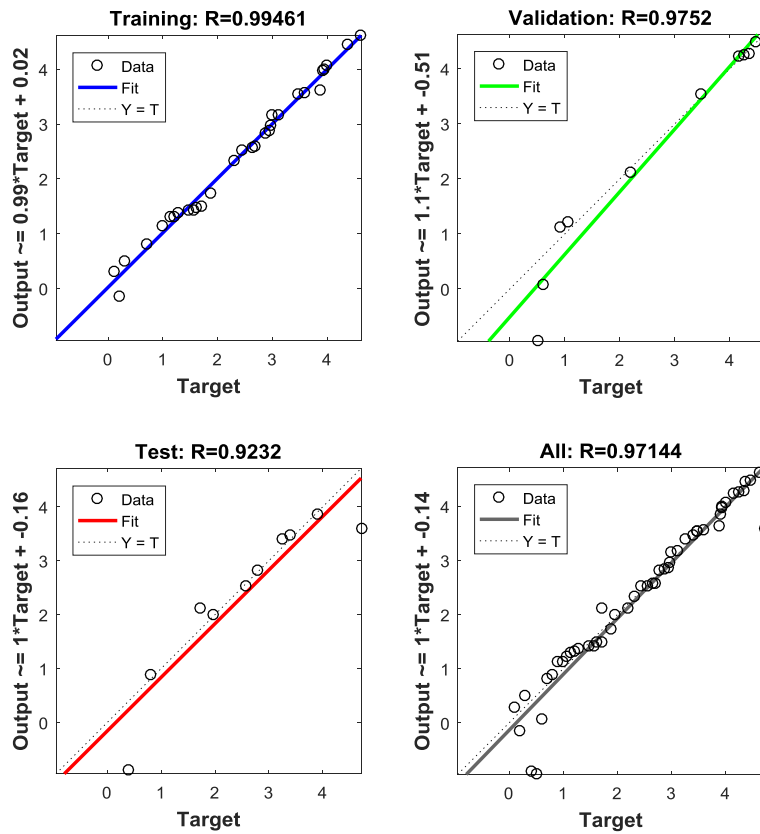 Training: R=0.99461
Output ~= 0.99*Target + 0.02
4
3
2
1
0
Data
Fit
Y = T
0 1 2 3 4
Target
Validation: R=0.9752
Output ~= 1.1*Target + -0.51
4
3
2
1
0
Data
Fit
Y = T
0 1 2 3 4
Target
Test: R=0.9232
Output ~= 1*Target + -0.16
4
3
2
1
0
Data
Fit
Y = T
0 1 2 3 4
Target
All: R=0.97144
Output ~= 1*Target + -0.14
4
3
2
1
0
Data
Fit
Y = T
0 1 2 3 4
Target